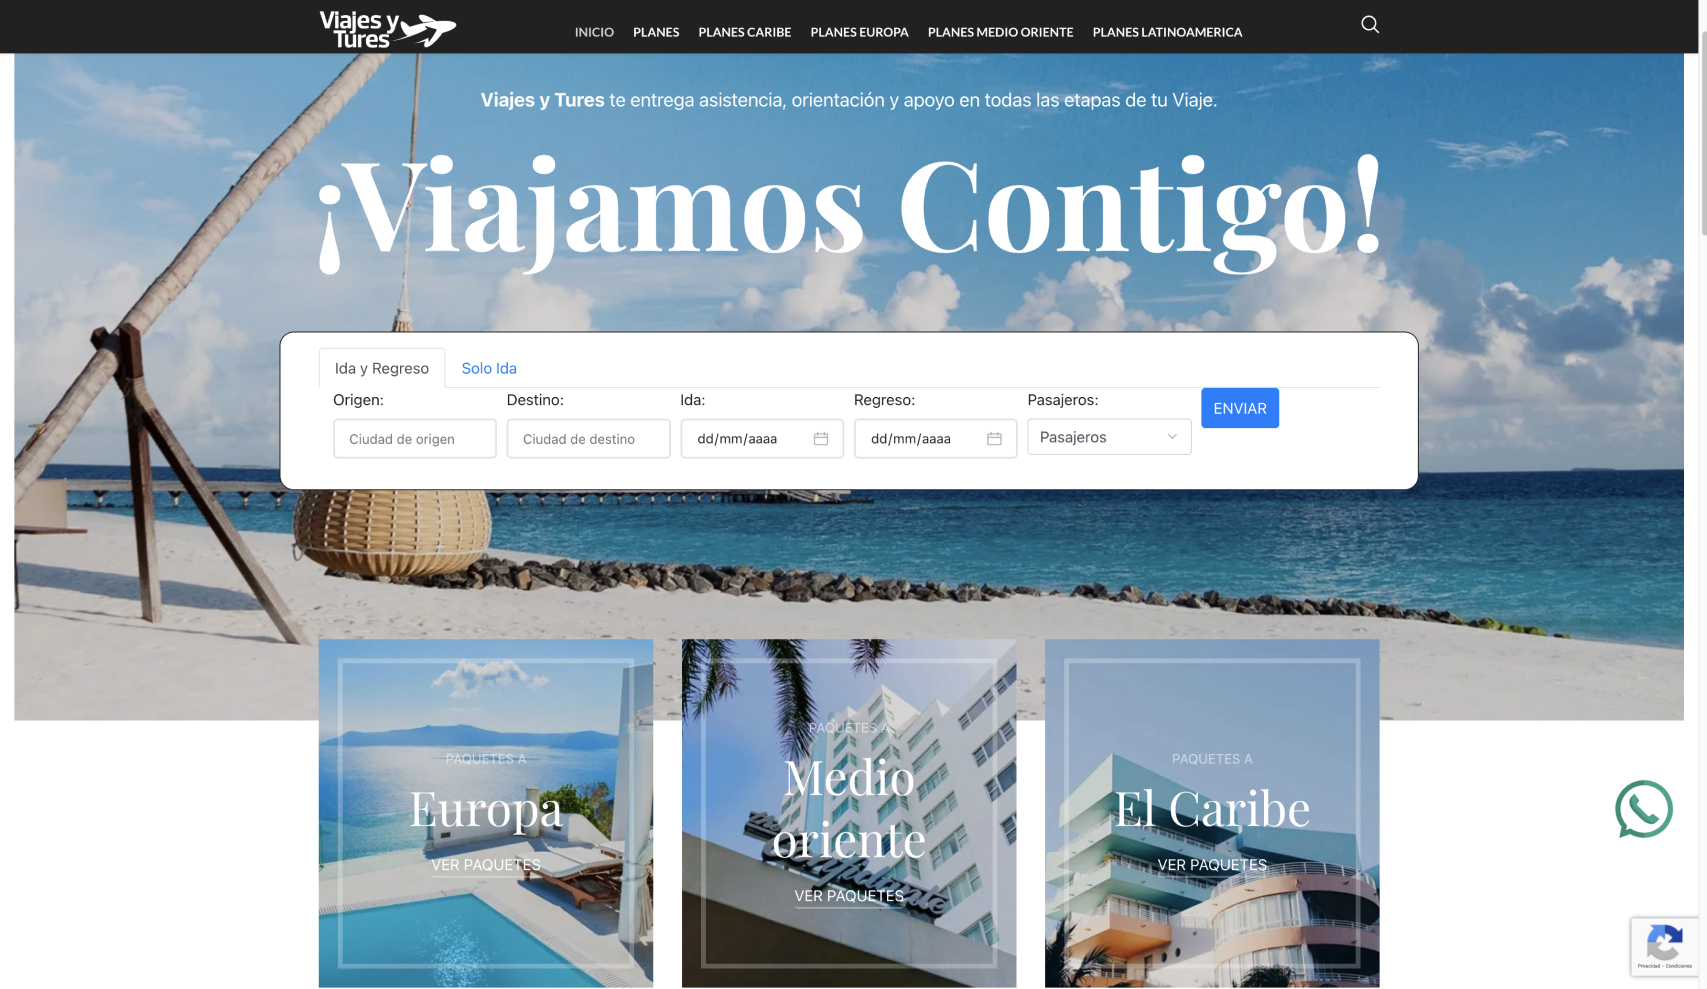 Viajes y
Tures
INICIO PLANES PLANES CARIBE PLANES EUROPA PLANES MEDIO ORIENTE PLANES LATINOAMERICA
Viajes y Tures te entrega asistencia, orientación y apoyo en todas las etapas de tu Viaje.
¡Viajamos Contigo!
Ida y Regreso Solo Ida
Origen: Destino: Ida: Regreso: Pasajeros:
ENVIAR
Ciudad de origen Ciudad de destino dd/mm/aaaa dd/mm/aaaa Pasajeros
PAQUETES A
Europa
VER PAQUETES
PAQUETES A
Medio
oriente
VER PAQUETES
PAQUETES A
El Caribe
VER PAQUETES
Privacidad - Condiciones